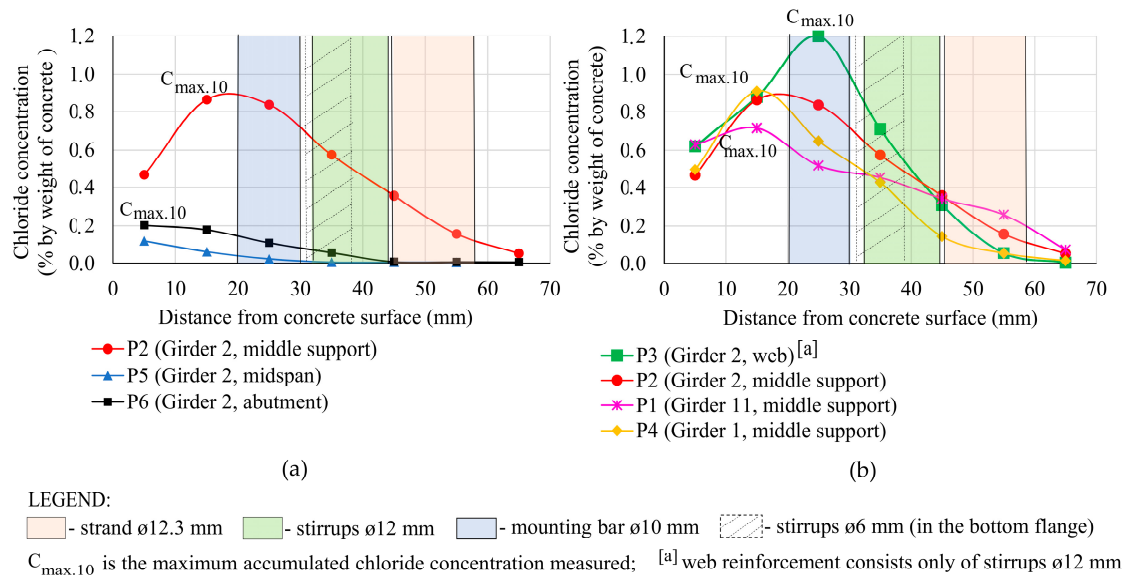 Chloride concentration
(% by weight of concrete )
1.2
1.0
0.8
0.6
0.4
0.2
0.0
C max.10
C max.10
0 10 20 30 40 50 60 70
Distance from concrete surface (mm)
P2 (Girder 2, middle support)
P5 (Girder 2, midspan)
P6 (Girder 2, abutment)
(a)
Chloride concentration
(% by weight of concrete)
1.2
1.0
0.8
0.6
0.4
0.2
0.0
C max.10
C max.10
C max.10
0 10 20 30 40 50 60 70
Distance from concrete surface (mm)
P3 (Girder 2, web) [a]
P2 (Girder 2, middle support)
P1 (Girder 11, middle support)
P4 (Girder 1, middle support)
(b)
LEGEND:
- strand ø12.3 mm - stirrups ø12 mm - mounting bar ø10 mm - stirrups ø6 mm (in the bottom flange)
C max.10 is the maximum accumulated chloride concentration measured; [a] web reinforcement consists only of stirrups ø12 mm